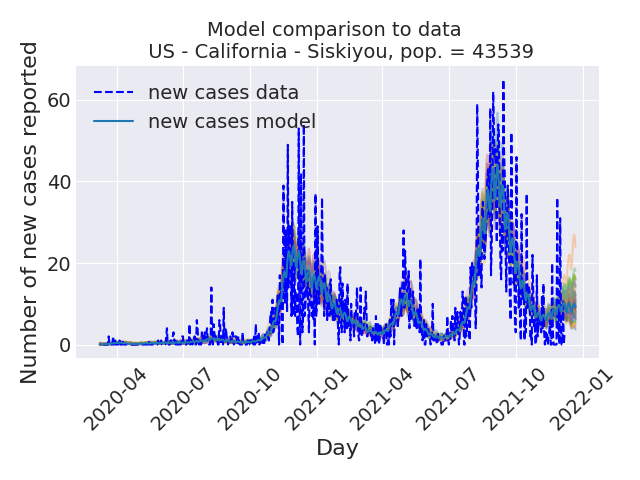 Model comparison to data
US - California - Siskiyou, pop. = 43539
Number of new cases reported
60
40
20
0
new cases data
new cases model
2020-04
2020-07
2020-10
2021-01
2021-04
2021-07
2021-10
2022-01
Day